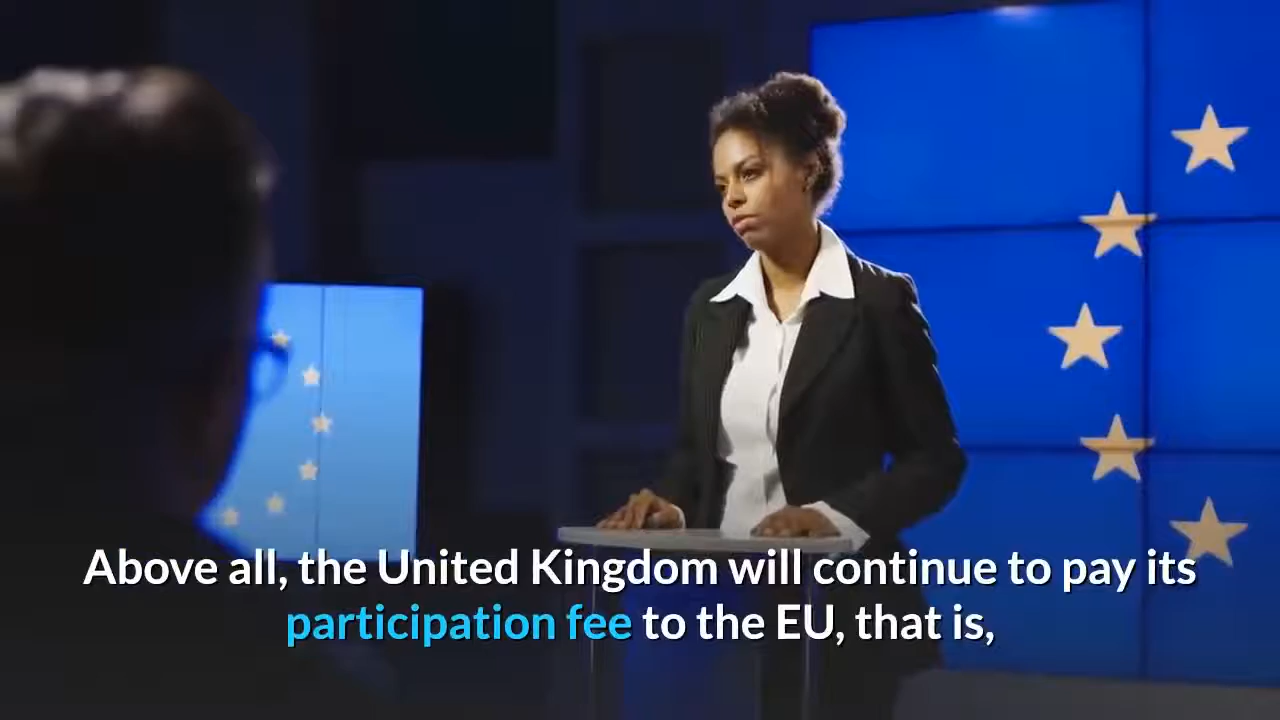 Above all, the United Kingdom will continue to pay its
participation fee to the EU, that is,